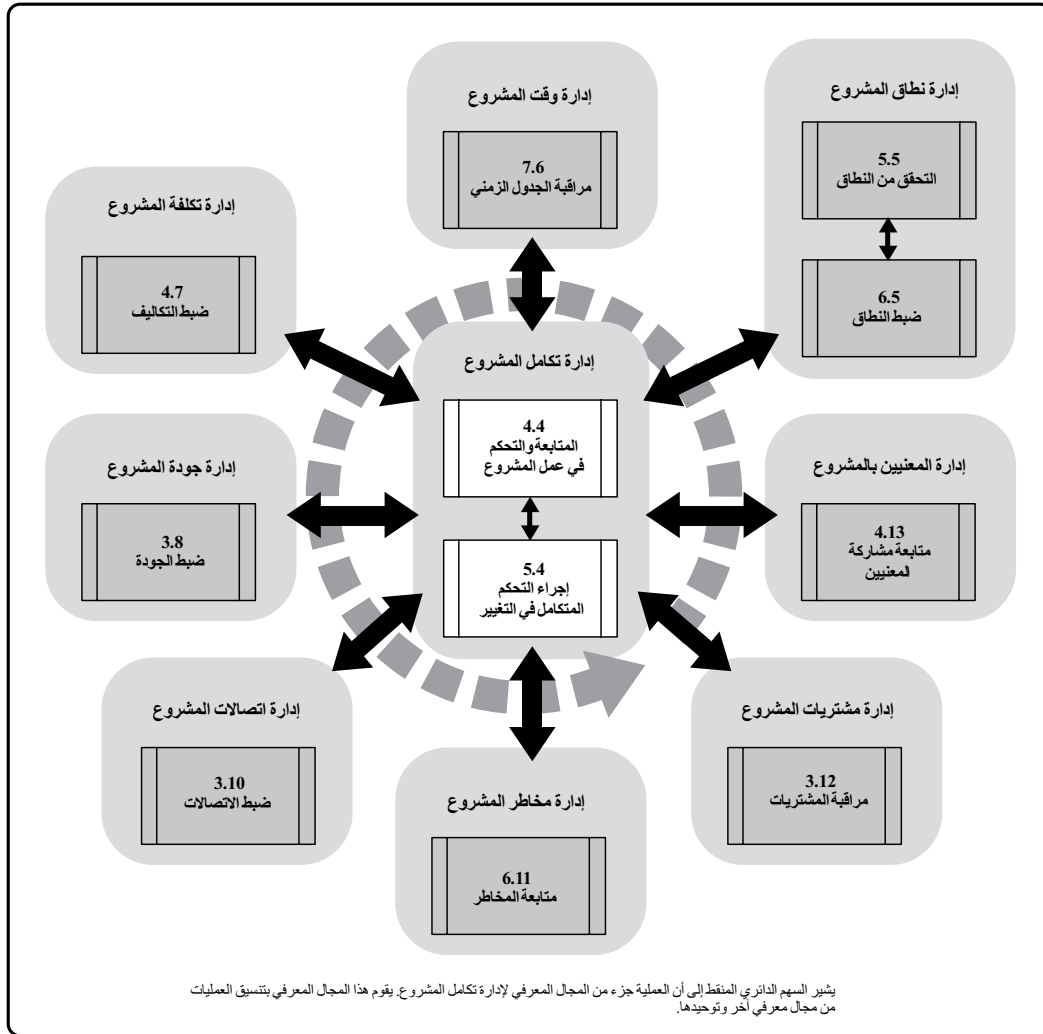 إدارة نطاق المشروع
5.5
التحقق من النطاق
6.5
ضبط النطاق
إدارة وقت المشروع
7.6
مراقبة الجدول الزمني
إدارة تكلفة المشروع
4.7
ضبط التكاليف
إدارة تكامل المشروع
4.4
المتابعة والتحكم
في عمل المشروع
5.4
إجراء التحكم
المتكامل في التغيير
إدارة المعنيين بالمشروع
4.13
متابعة مشاركة
المعنيين
إدارة جودة المشروع
3.8
ضبط الجودة
إدارة مشتريات المشروع
3.12
مراقبة المشتريات
إدارة مخاطر المشروع
6.11
متابعة المخاطر
إدارة اتصالات المشروع
3.10
ضبط الاتصالات
يشير السهم الدائري المنقط إلى أن العملية جزء من المجال المعرفي لإدارة تكامل المشروع. يقوم هذا المجال المعرفي بتنسيق العمليات
من مجال معرفي آخر وتوحيدها.